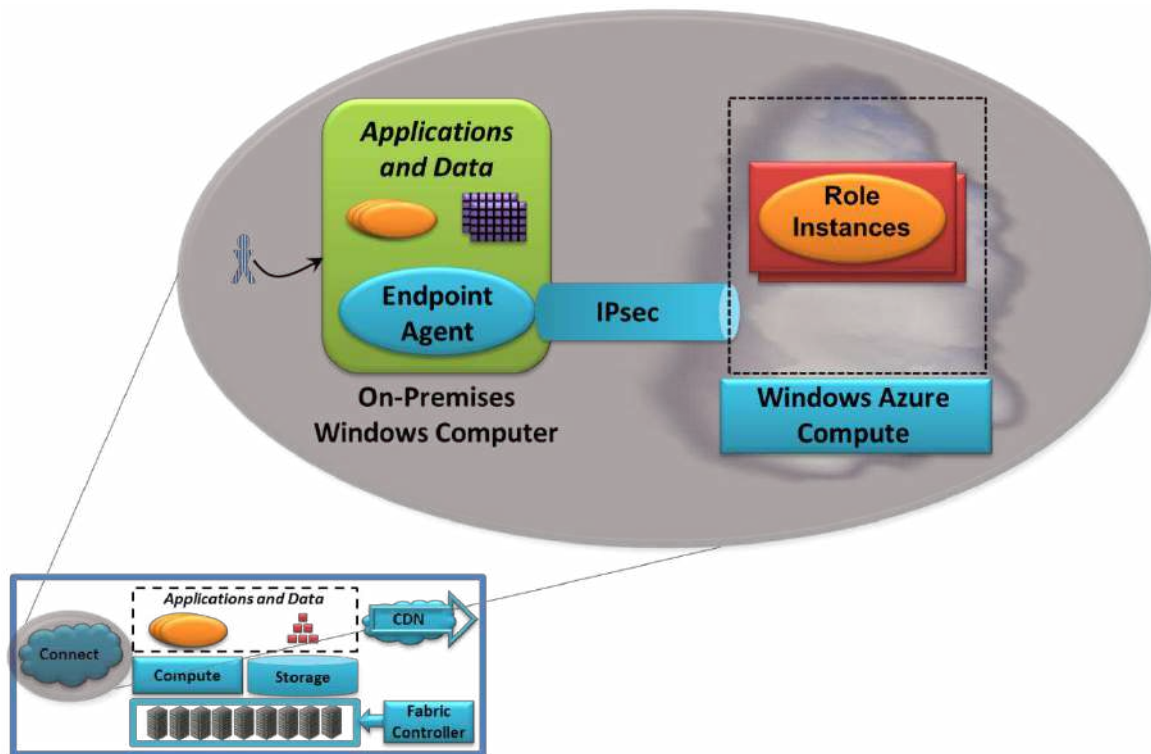 Applications
and Data
Endpoint
Agent
IPsec
Role
Instances
On-Premises
Windows Computer
Windows Azure
Compute
Applications and Data
CDN
Connect
Compute
Storage
Fabric
Controller